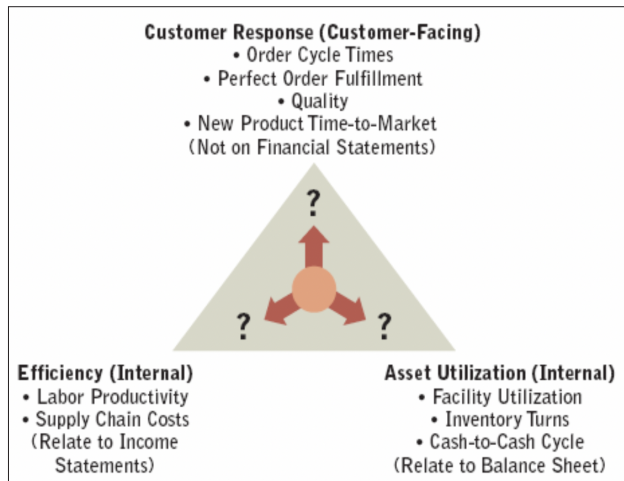 Customer Response (Customer-Facing)
• Order Cycle Times
• Perfect Order Fulfillment
• Quality
• New Product Time-to-Market
(Not on Financial Statements)
?
?
?
Efficiency (Internal)
• Labor Productivity
• Supply Chain Costs
(Relate to Income
Statements)
Asset Utilization (Internal)
• Facility Utilization
• Inventory Turns
• Cash-to-Cash Cycle
(Relate to Balance Sheet)